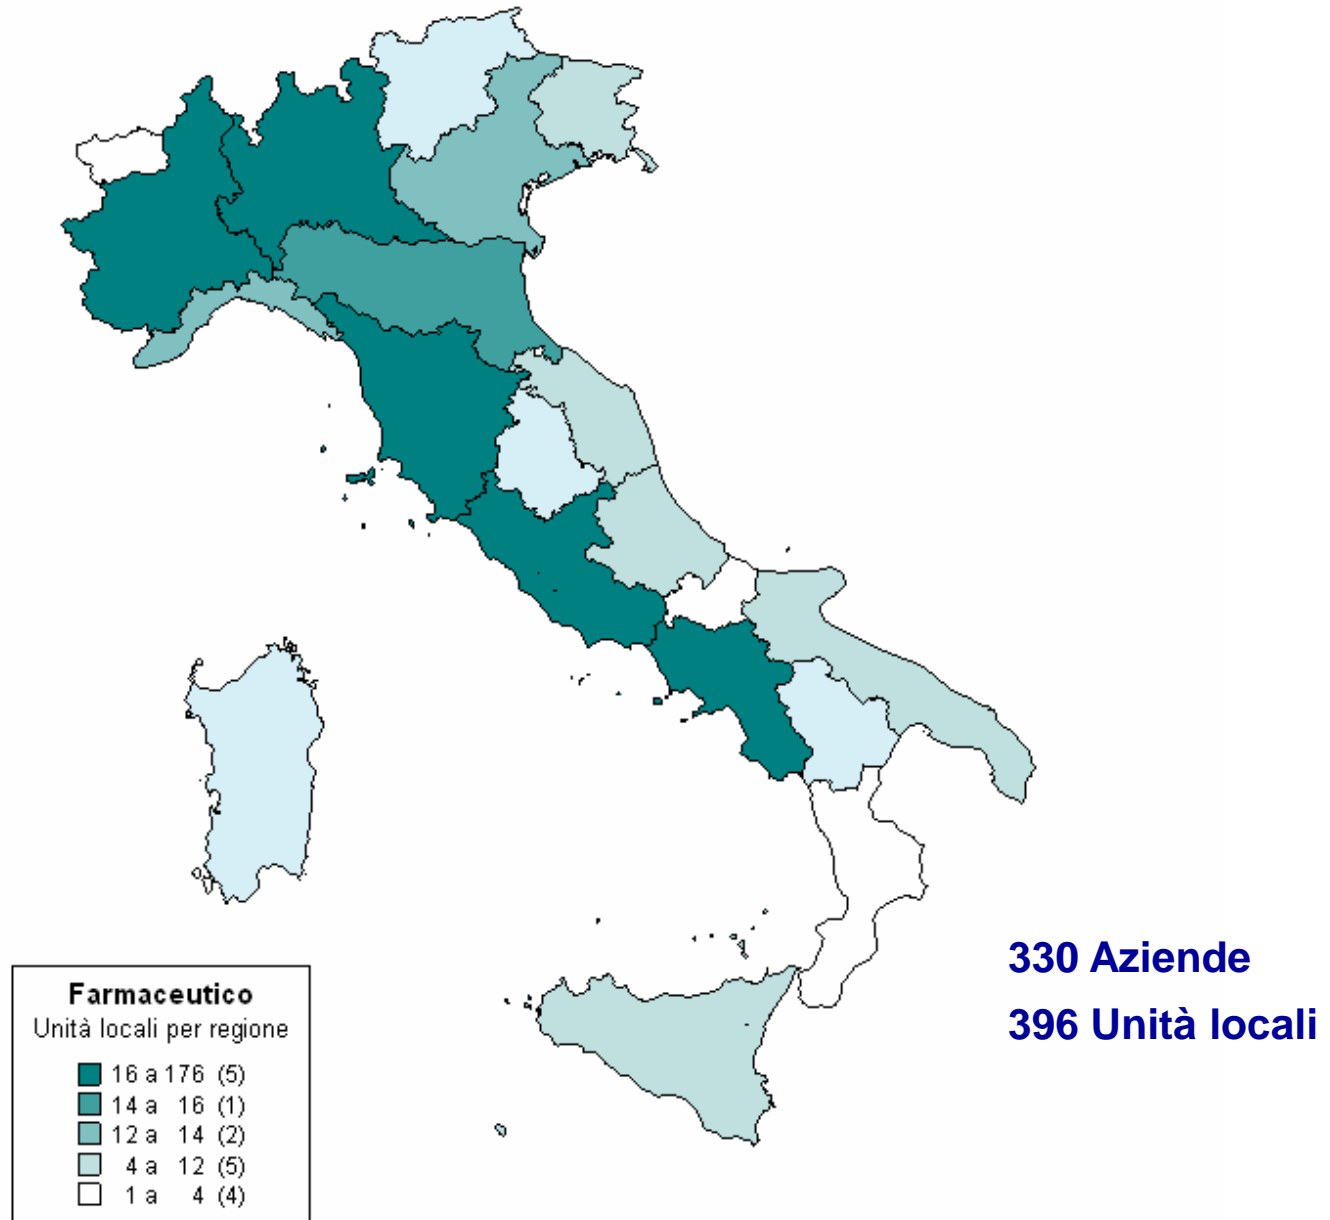 330 Aziende
396 Unità locali
Farmaceutico
Unità locali per regione
16 a 176 (5)
14 a 16 (1)
12 a 14 (2)
4 a 12 (5)
1 a 4 (4)